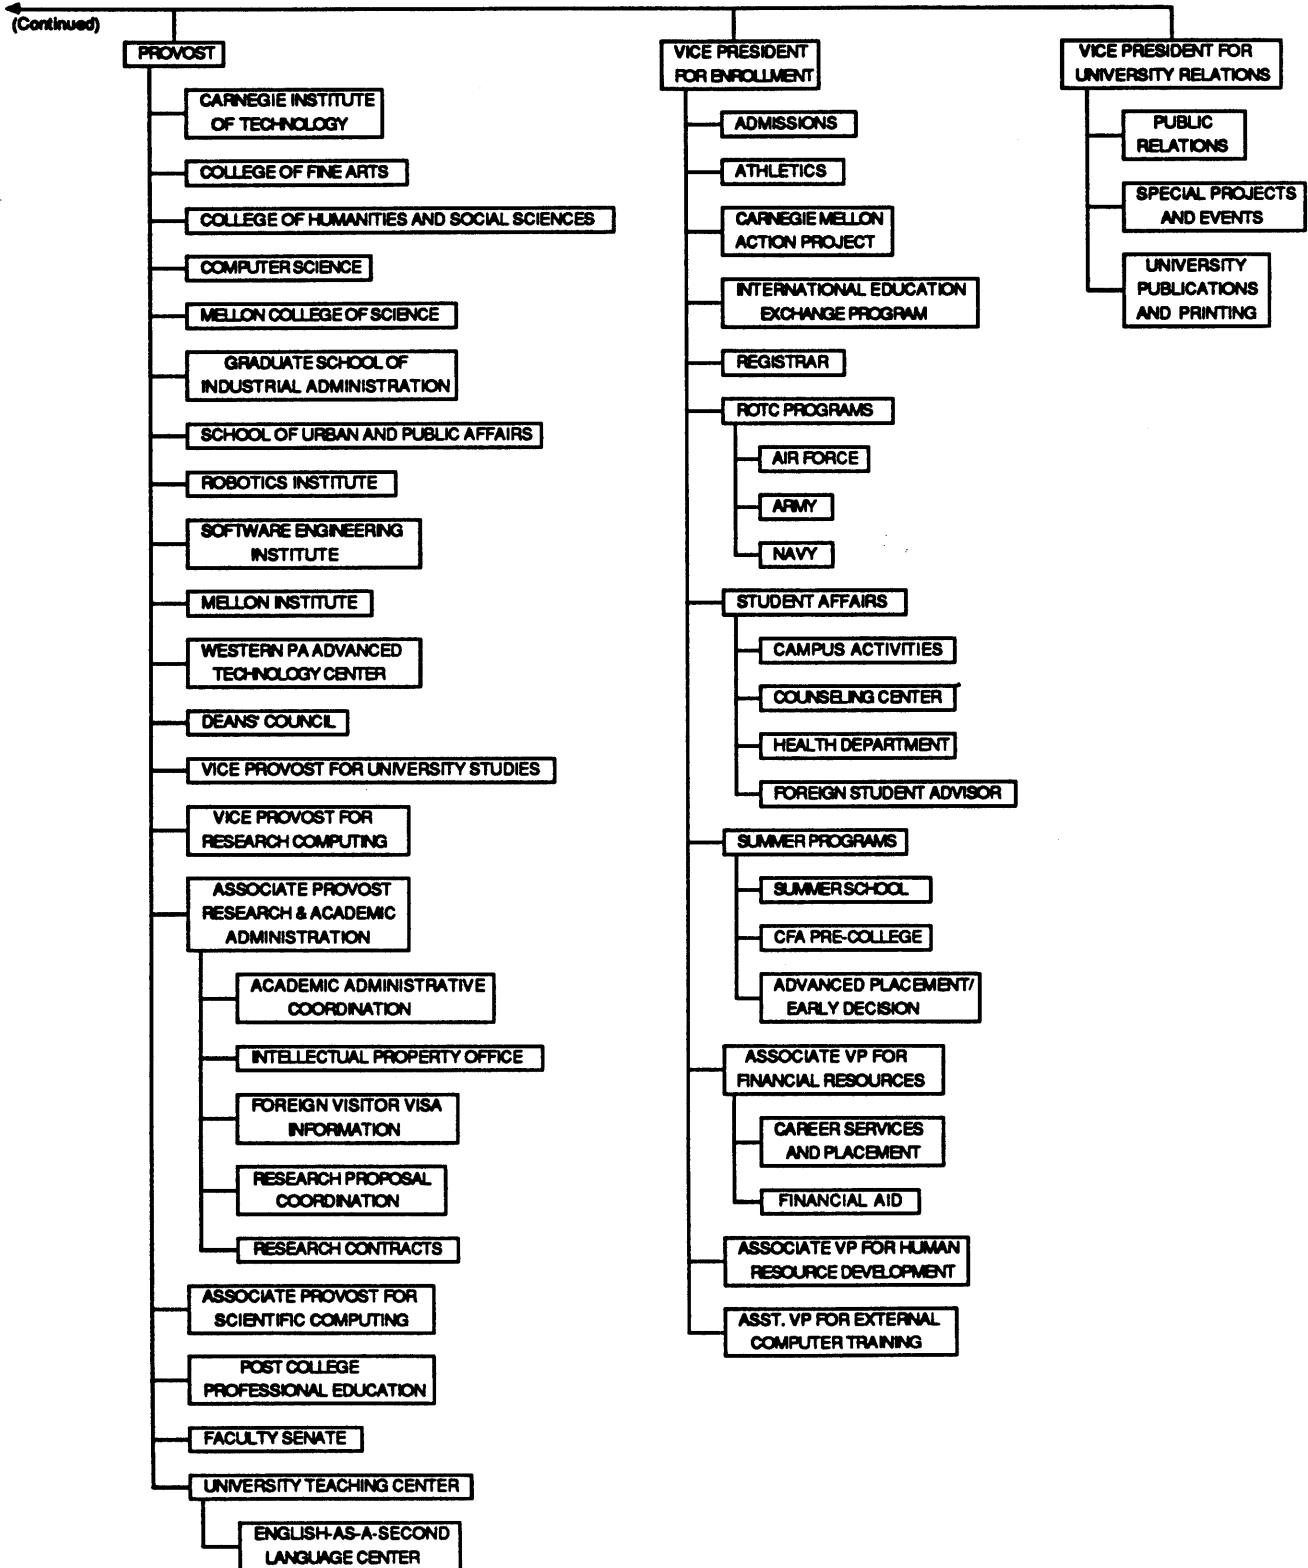 (Continued)
PROVOST
CARNEGIE INSTITUTE
OF TECHNOLOGY
COLLEGE OF FINE ARTS
COLLEGE OF HUMANITIES AND SOCIAL SCIENCES
COMPUTER SCIENCE
MELLON COLLEGE OF SCIENCE
GRADUATE SCHOOL OF
INDUSTRIAL ADMINISTRATION
SCHOOL OF URBAN AND PUBLIC AFFAIRS
ROBOTICS INSTITUTE
SOFTWARE ENGINEERING
INSTITUTE
MELLON INSTITUTE
WESTERN PA ADVANCED
TECHNOLOGY CENTER
DEANS' COUNCIL
VICE PROVOST FOR UNIVERSITY STUDIES
VICE PROVOST FOR
RESEARCH COMPUTING
ASSOCIATE PROVOST
RESEARCH & ACADEMIC
ADMINISTRATION
ACADEMIC ADMINISTRATIVE
COORDINATION
INTELLECTUAL PROPERTY OFFICE
FOREIGN VISITOR VISA
INFORMATION
RESEARCH PROPOSAL
COORDINATION
RESEARCH CONTRACTS
ASSOCIATE PROVOST FOR
SCIENTIFIC COMPUTING
POST COLLEGE
PROFESSIONAL EDUCATION
FACULTY SENATE
UNIVERSITY TEACHING CENTER
ENGLISH-AS-A-SECOND
LANGUAGE CENTER
VICE PRESIDENT
FOR ENROLLMENT
ADMISSIONS
ATHLETICS
CARNEGIE MELLON
ACTION PROJECT
INTERNATIONAL EDUCATION
EXCHANGE PROGRAM
REGISTRAR
ROTC PROGRAMS
AIR FORCE
ARMY
NAVY
STUDENT AFFAIRS
CAMPUS ACTIVITIES
COUNSELING CENTER
HEALTH DEPARTMENT
FOREIGN STUDENT ADVISOR
SUMMER PROGRAMS
SUMMER SCHOOL
CFA PRE-COLLEGE
ADVANCED PLACEMENT/
EARLY DECISION
ASSOCIATE VP FOR
FINANCIAL RESOURCES
CAREER SERVICES
AND PLACEMENT
FINANCIAL AID
ASSOCIATE VP FOR HUMAN
RESOURCE DEVELOPMENT
ASST. VP FOR EXTERNAL
COMPUTER TRAINING
VICE PRESIDENT FOR
UNIVERSITY RELATIONS
PUBLIC
RELATIONS
SPECIAL PROJECTS
AND EVENTS
UNIVERSITY
PUBLICATIONS
AND PRINTING